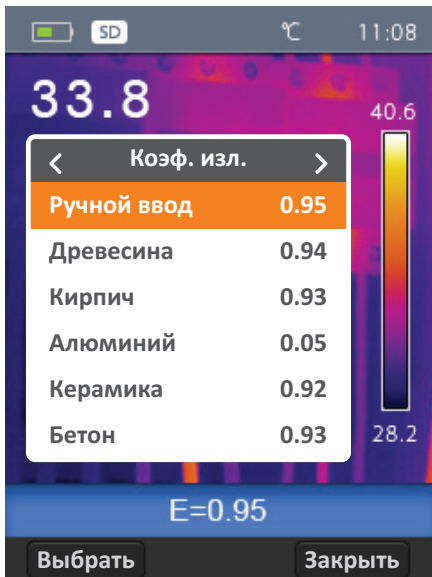 SD °C 11:08
33.8
40.6
Коэф. изл.
Ручной ввод 0.95
Древесина 0.94
Кирпич 0.93
Алюминий 0.05
Керамика 0.92
Бетон 0.93
28.2
E=0.95
Выбрать Закрыть